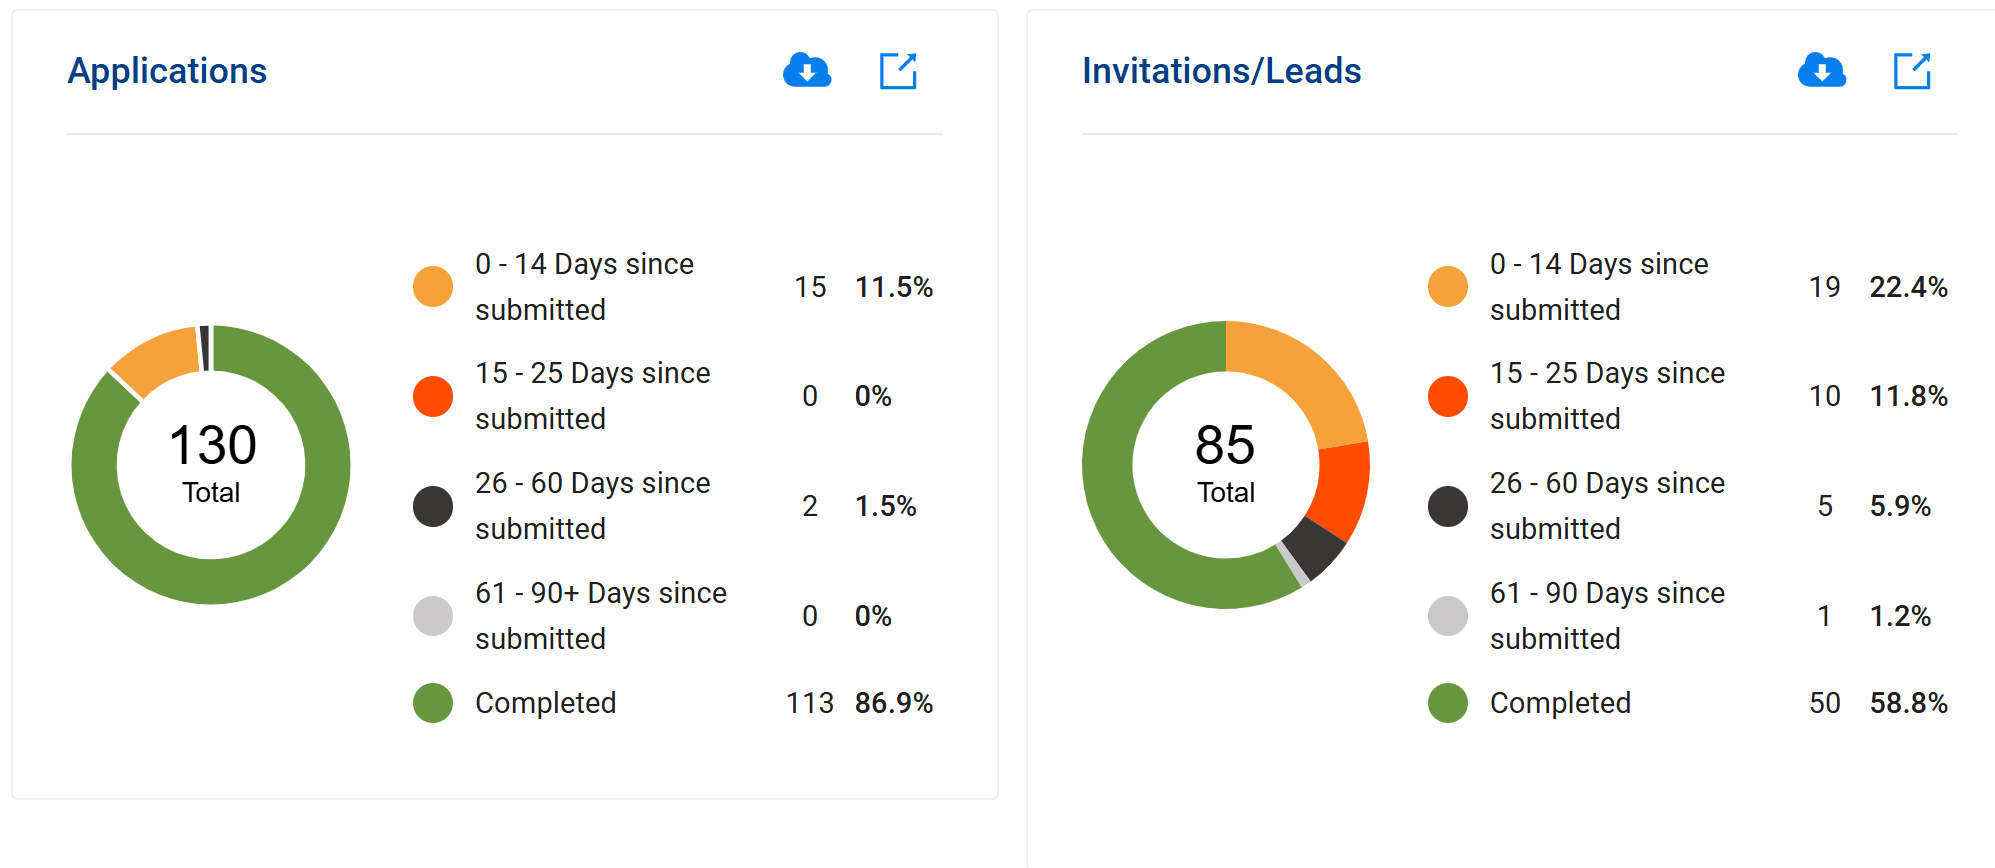 Applications
130
Total
0 - 14 Days since
submitted
15 11.5%
15 - 25 Days since
submitted
0 0%
26 - 60 Days since
submitted
2 1.5%
61 - 90+ Days since
submitted
0 0%
Completed 113 86.9%
Invitations/Leads
85
Total
0 - 14 Days since
submitted
19 22.4%
15 - 25 Days since
submitted
10 11.8%
26 - 60 Days since
submitted
5 5.9%
61 - 90 Days since
submitted
1 1.2%
Completed 50 58.8%